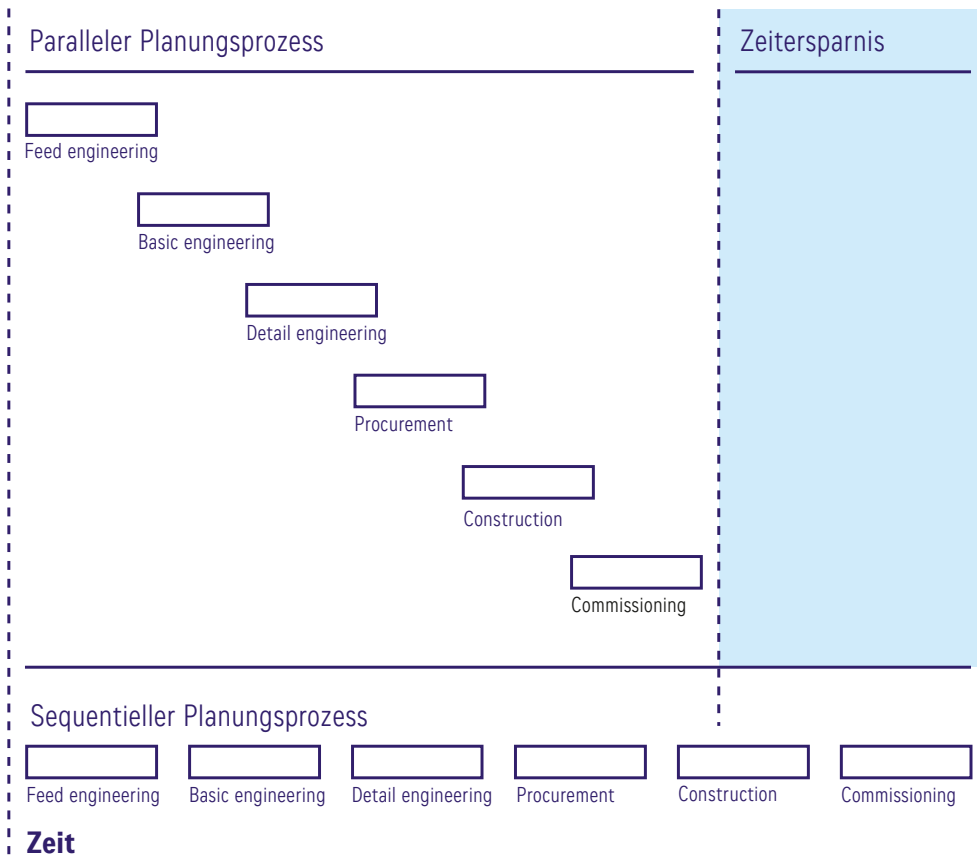 Paralleler Planungsprozess
Zeitersparnis
Feed engineering
Basic engineering
Detail engineering
Procurement
Construction
Commissioning
Sequentieller Planungsprozess
Feed engineering
Basic engineering
Detail engineering
Procurement
Construction
Commissioning
Zeit